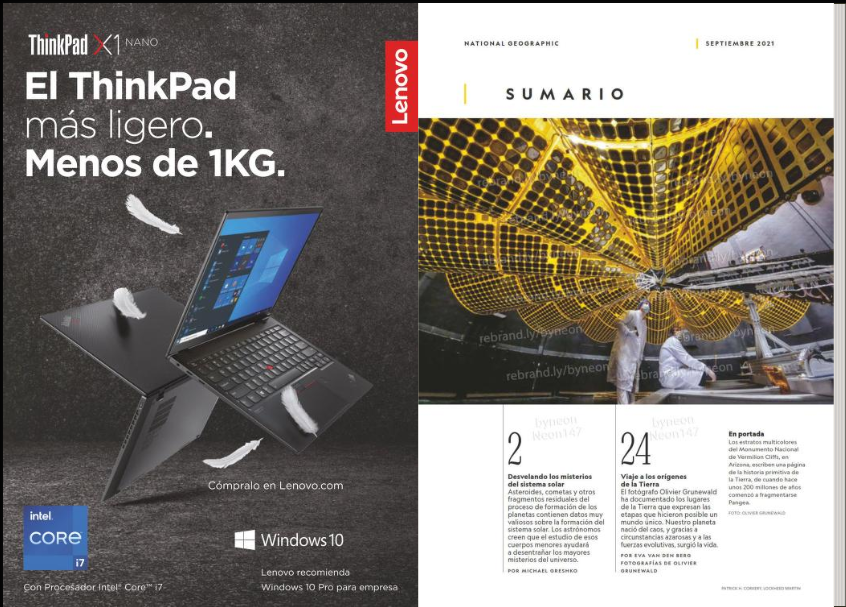 ThinkPad X1 NANO
El ThinkPad
más ligero.
Menos de 1KG.
Lenovo
Cómpralo en Lenovo.com
intel.
CORE
i7
Windows 10
Lenovo recomienda
Windows 10 Pro para empresa
Con Procesador Intel® Core™ i7
NATIONAL GEOGRAPHIC
SEPTIEMBRE 2021
SUMARIO
rebrand.ly/byneon
rebrand.ly/byneon
byneon
Neon147
byneon
Neon147
2
Desvelando los misterios
del sistema solar
Asteroides, cometas y otros
fragmentos residuales del
proceso de formación de los
planetas contienen datos muy
valiosos sobre la formación del
sistema solar. Los astrónomos
creen que el estudio de esos
cuerpos menores ayudará
a desentrañar los mayores
misterios del universo.
POR MICHAEL GRESHKO
24
Viaje a los orígenes
de la Tierra
El fotógrafo Olivier Grunewald
ha documentado los lugares
de la Tierra que expresan las
etapas que hicieron posible un
mundo único. Nuestro planeta
nació del caos, y gracias a
circunstancias azarosas y a las
fuerzas evolutivas, surgió la vida.
POR EVA VAN DEN BERG
FOTOGRAFÍAS DE OLIVIER
GRUNEWALD
En portada
Los estratos multicolores
del Monumento Nacional
de Vermilion Cliffs, en
Arizona, escriben una página
de la historia primitiva de
la Tierra, de cuando hace
unos 200 millones de años
comenzó a fragmentarse
Pangea.
FOTO: OLIVIER GRUNEWALD
PATRICK H. CORKERY, LOCKHEED MARTIN